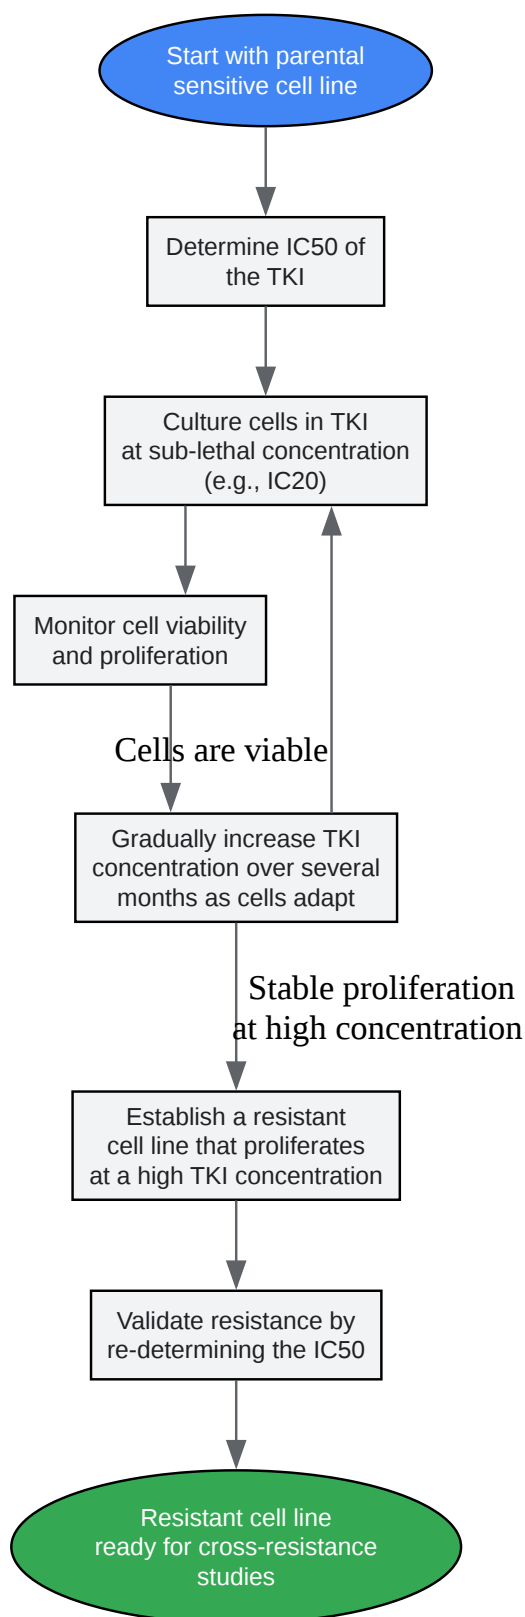 Start with parental
sensitive cell line
Determine IC50 of
the TKI
Culture cells in TKI
at sub-lethal concentration
(e.g., IC20)
Monitor cell viability
and proliferation
Cells are viable
Gradually increase TKI
concentration over several
months as cells adapt
Stable proliferation
at high concentration
Establish a resistant
cell line that proliferates
at a high TKI concentration
Validate resistance by
re-determining the IC50
Resistant cell line
ready for cross-resistance
studies